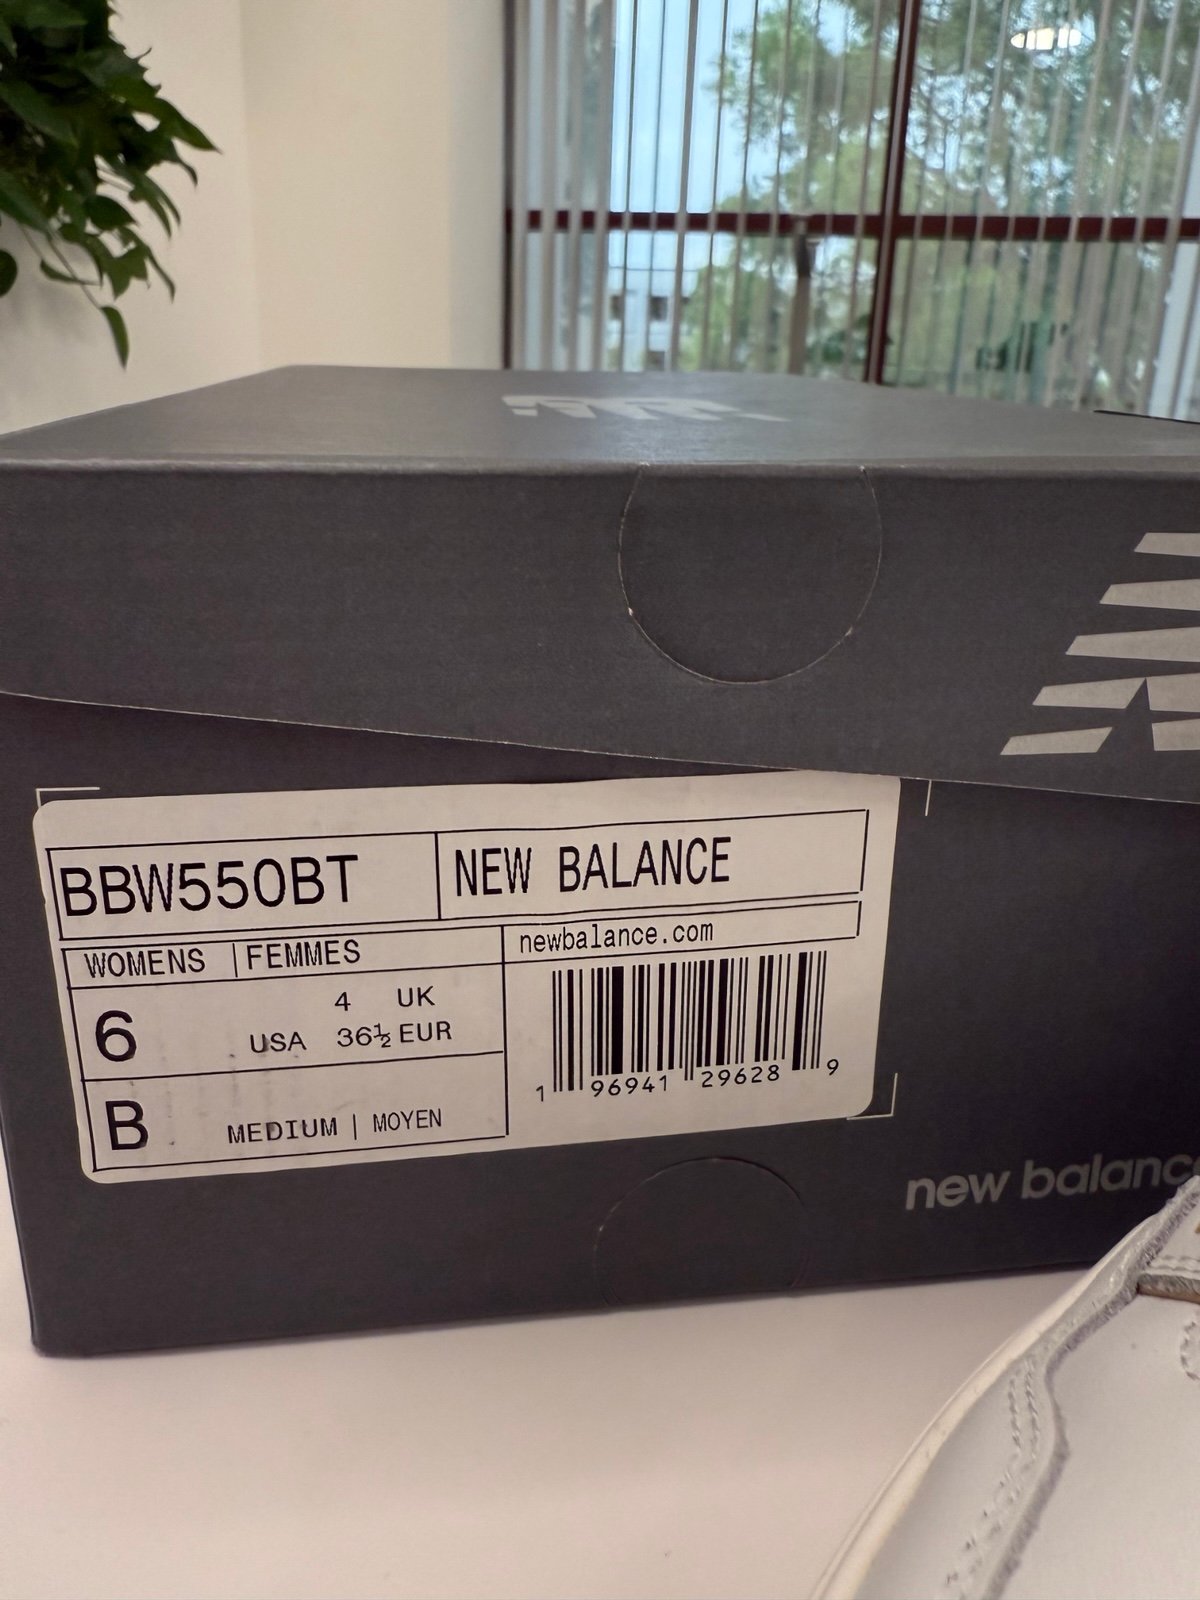 BBW550BT
NEW BALANCE
WOMENS | FEMMES
newbalance.com
6
4 UK
USA 36½ EUR
B
MEDIUM | MOYEN
1 96941 29628 9
new balance